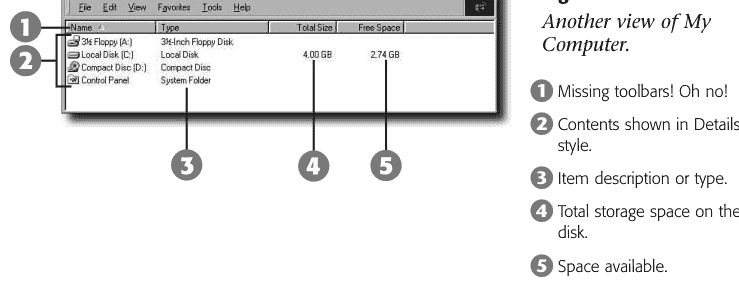 File Edit View Favorites Tools Help
Name Type Total Size Free Space
3½ Floppy (A:) 3½-Inch Floppy Disk
Local Disk (C:) Local Disk 4.00 GB 2.74 GB
Compact Disc (D:) Compact Disc
Control Panel System Folder
1
2
3 4 5
Another view of My
Computer.
1 Missing toolbars! Oh no!
2 Contents shown in Details
style.
3 Item description or type.
4 Total storage space on the
disk.
5 Space available.